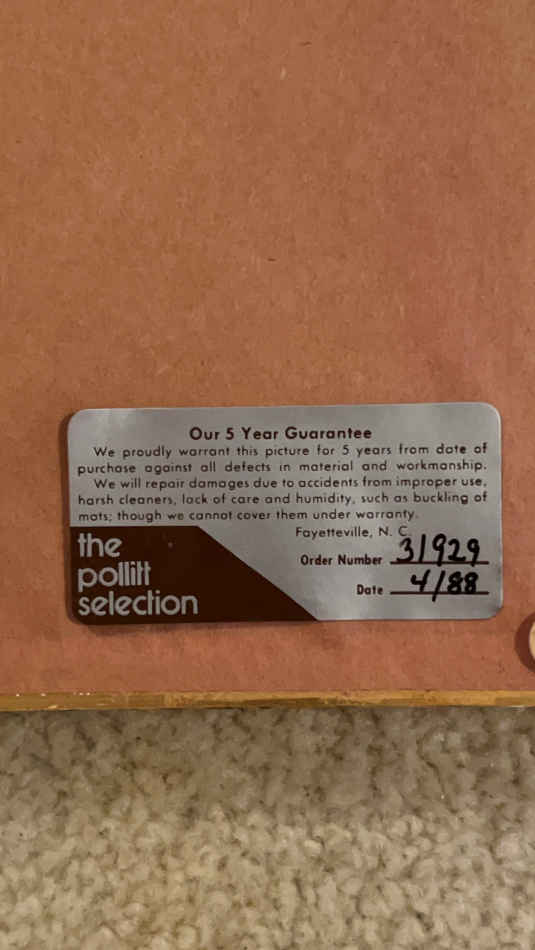 Our 5 Year Guarantee
We proudly warrant this picture for 5 years from date of
purchase against all defects in material and workmanship.
We will repair damages due to accidents from improper use,
harsh cleaners, lack of care and humidity, such as buckling of
mats; though we cannot cover them under warranty.
Fayetteville, N. C.
the
pollitt
selection
Order Number 31929
Date 4/88